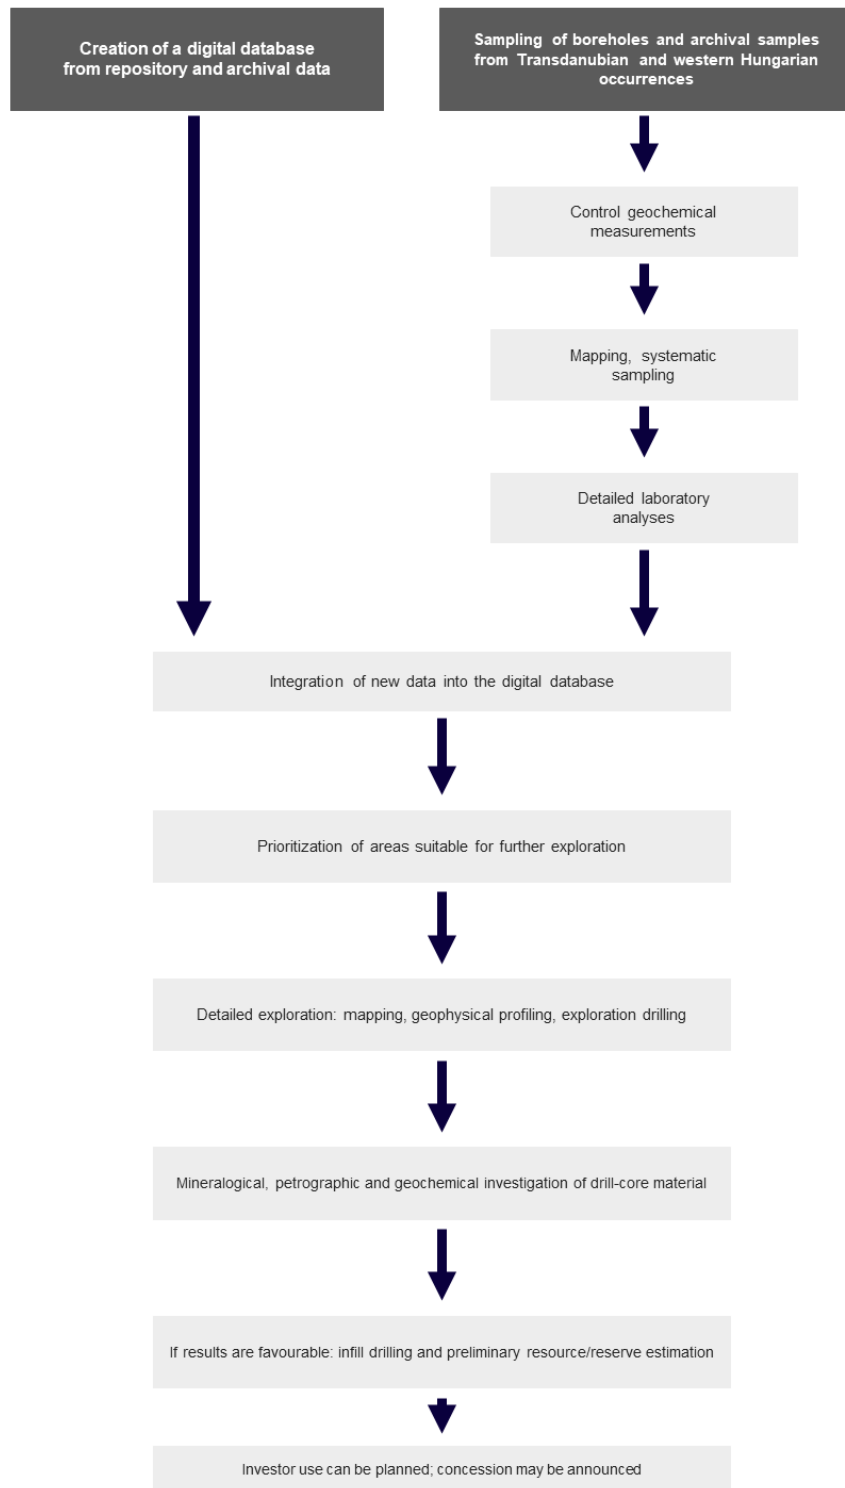 Creation of a digital database
from repository and archival data
Sampling of boreholes and archival samples
from Transdanubian and western Hungarian
occurrences
Control geochemical
measurements
Mapping, systematic
sampling
Detailed laboratory
analyses
Integration of new data into the digital database
Prioritization of areas suitable for further exploration
Detailed exploration: mapping, geophysical profiling, exploration drilling
Mineralogical, petrographic and geochemical investigation of drill-core material
If results are favourable: infill drilling and preliminary resource/reserve estimation
Investor use can be planned; concession may be announced